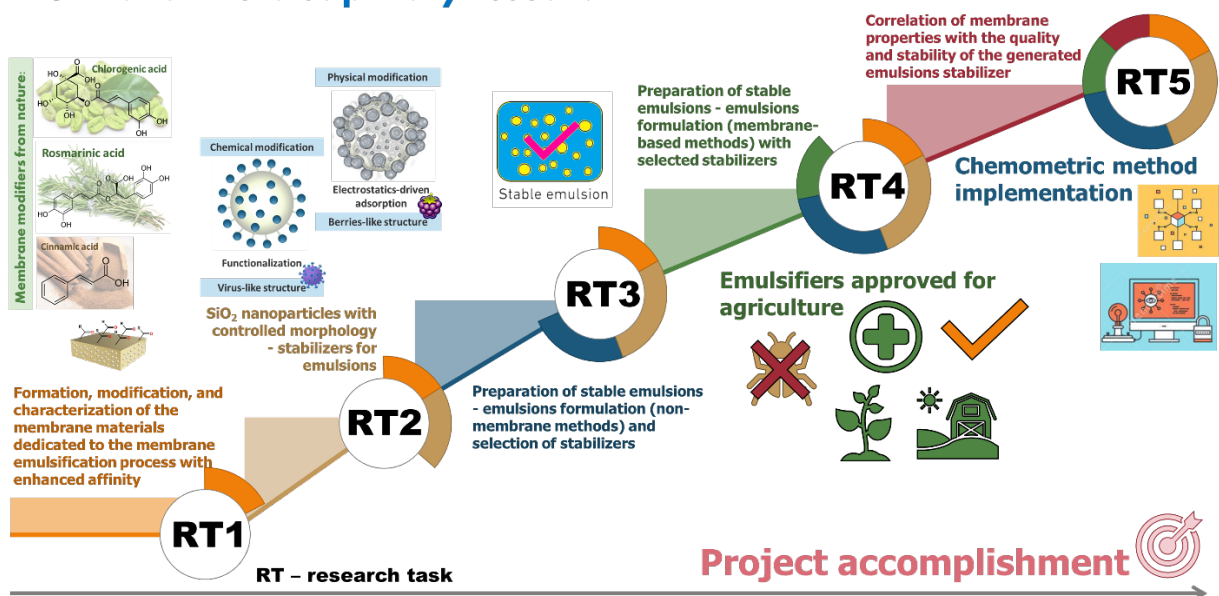 Membrane modifiers from nature:
Chlorogenic acid
Rosmarinic acid
Cinnamic acid
Chemical modification
Functionalization
Virus-like structure
Physical modification
Electrostatics-driven
adsorption
Berries-like structure
Stable emulsion
Formation, modification, and
characterization of the
membrane materials
dedicated to the membrane
emulsification process with
enhanced affinity
RT1
RT – research task
SiO₂ nanoparticles with
controlled morphology
- stabilizers for
emulsions
RT2
Preparation of stable emulsions
- emulsions formulation (non-
membrane methods) and
selection of stabilizers
RT3
Preparation of stable
emulsions - emulsions
formulation (membrane-
based methods) with
selected stabilizers
RT4
Emulsifiers approved for
agriculture
Correlation of membrane
properties with the quality
and stability of the generated
emulsions stabilizer
RT5
Chemometric method
implementation
Project accomplishment